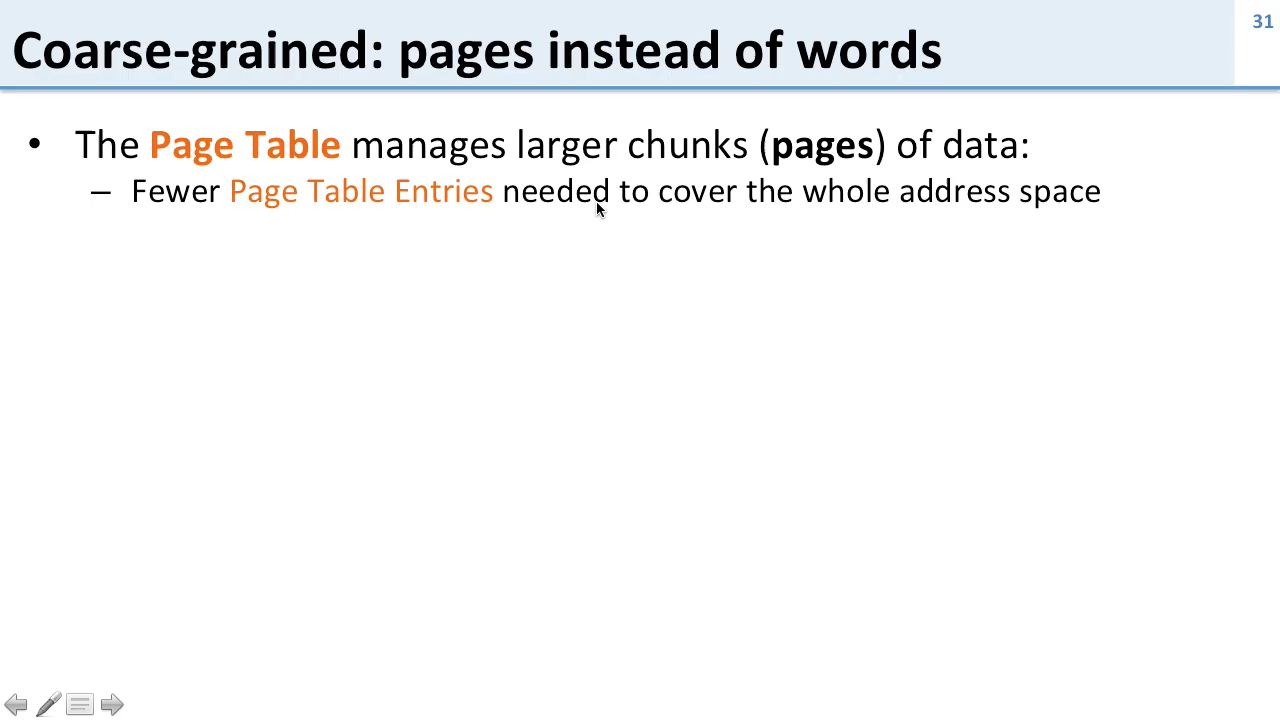 31
Coarse-grained: pages instead of words
• The Page Table manages larger chunks (pages) of data:
– Fewer Page Table Entries needed to cover the whole address space